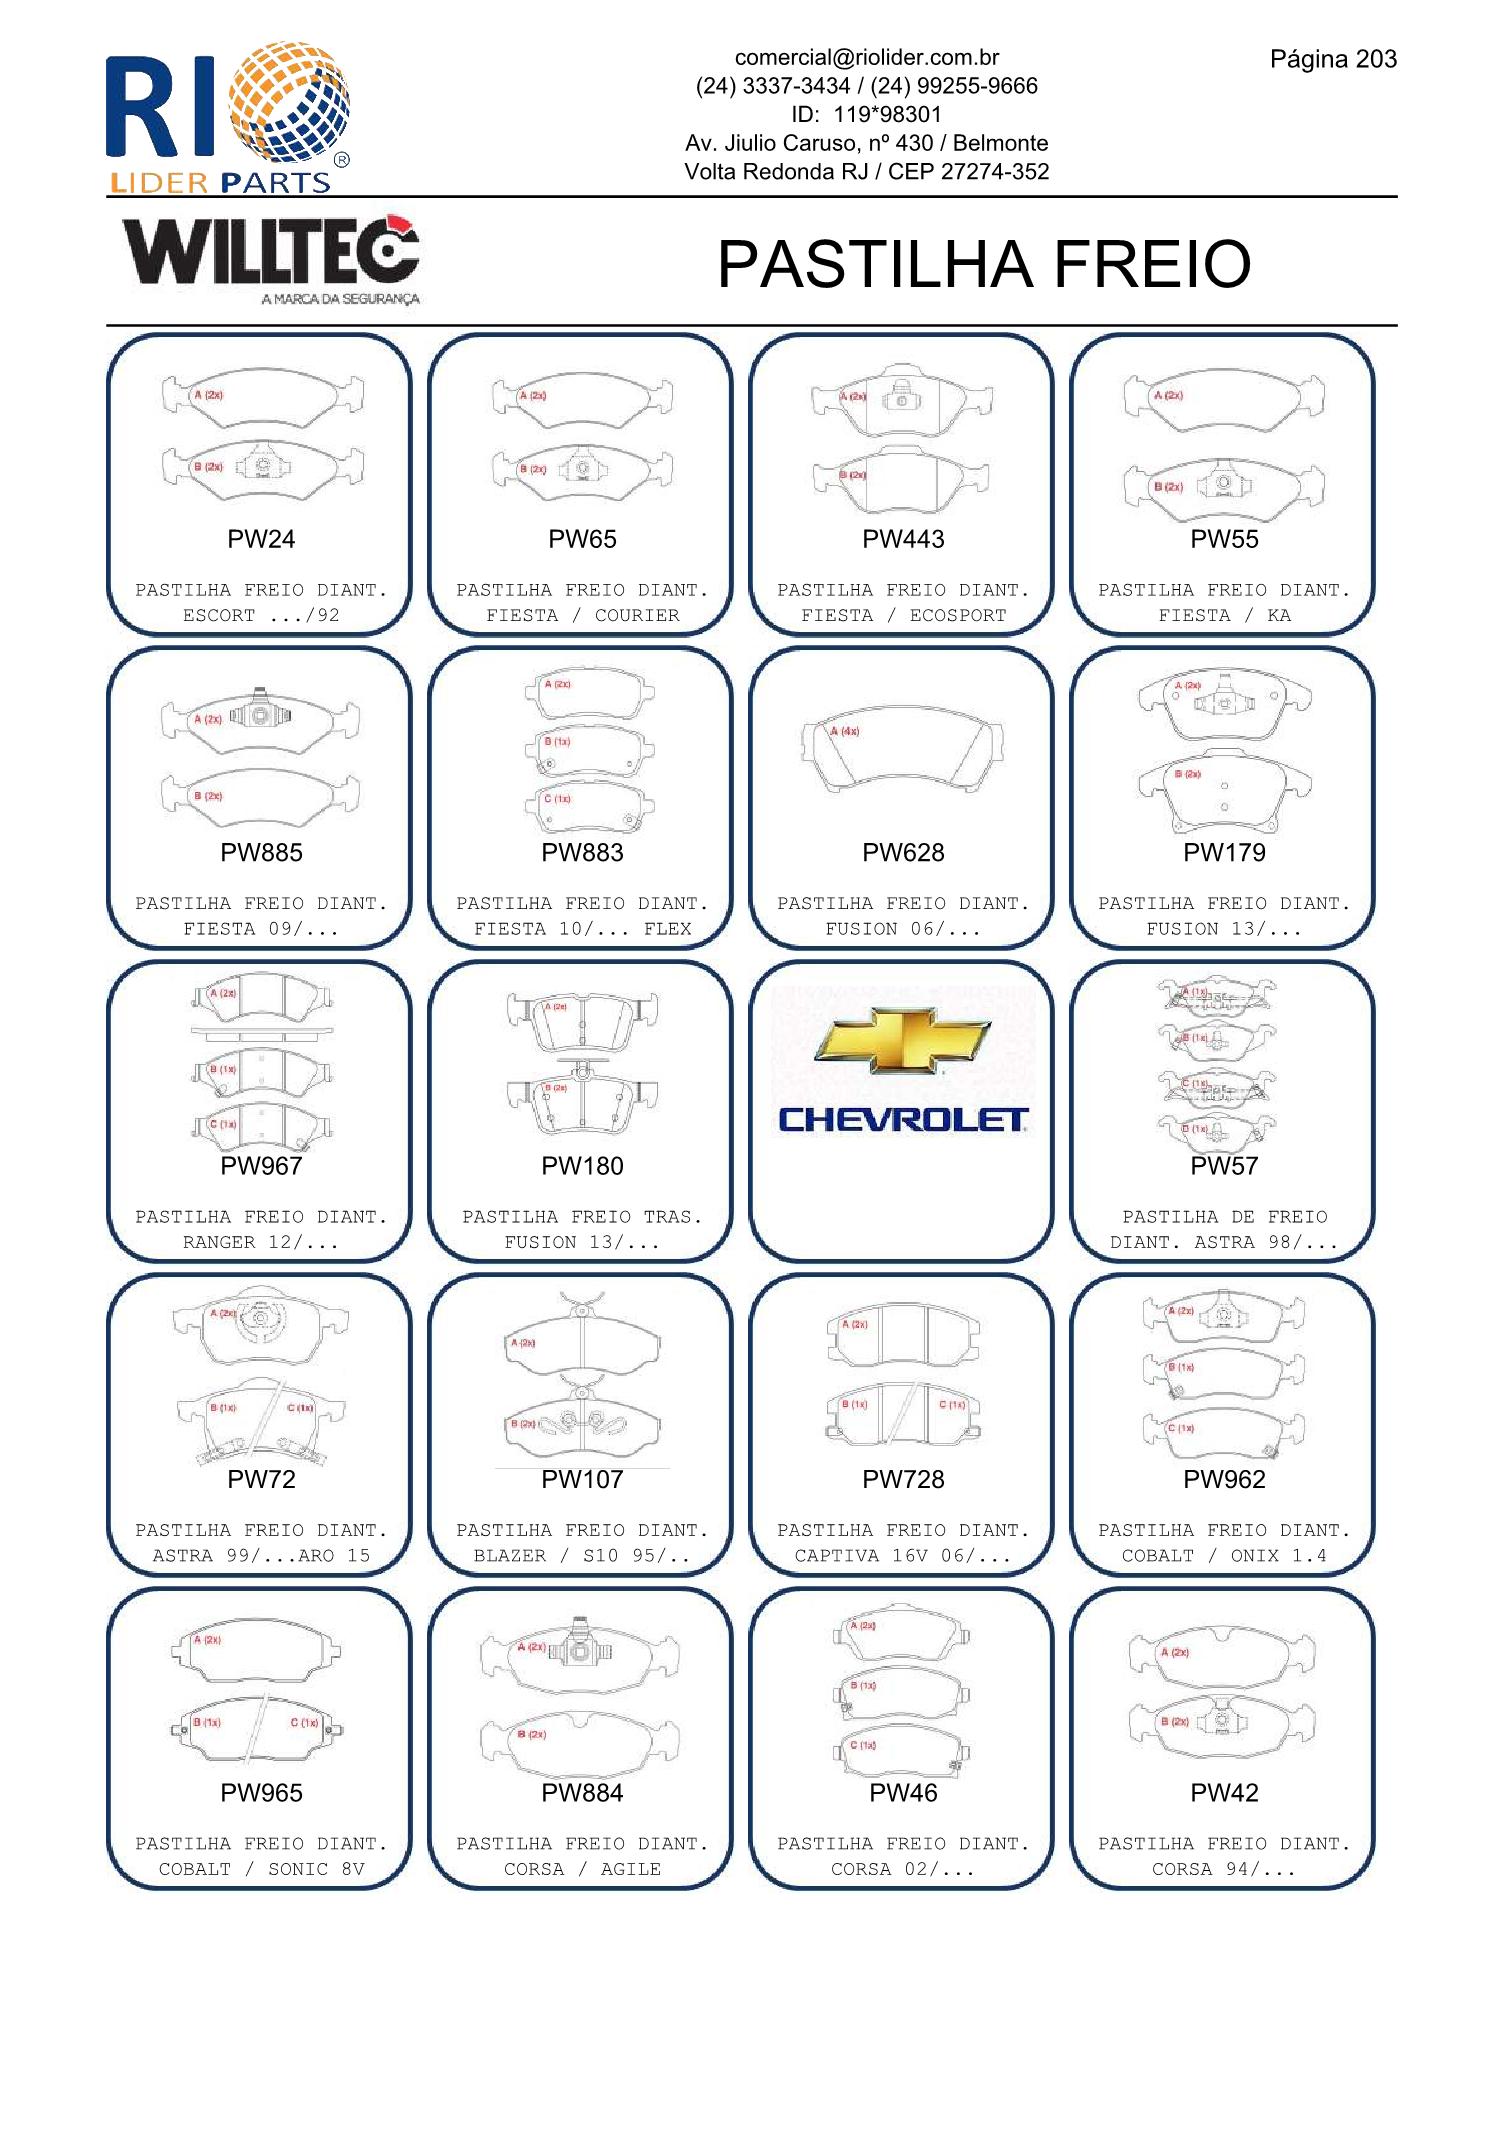 RIO
®
LIDER PARTS
comercial@riolider.com.br
(24) 3337-3434 / (24) 99255-9666
ID: 119*98301
Av. Jiulio Caruso, nº 430 / Belmonte
Volta Redonda RJ / CEP 27274-352
Página 203
WILLTEC
A MARCA DA SEGURANÇA
PASTILHA FREIO
A (2x)
B (2x)
PW24
PASTILHA FREIO DIANT.
ESCORT .../92
A (2x)
B (2x)
PW65
PASTILHA FREIO DIANT.
FIESTA / COURIER
A (2x)
B (2x)
PW443
PASTILHA FREIO DIANT.
FIESTA / ECOSPORT
A (2x)
B (2x)
PW55
PASTILHA FREIO DIANT.
FIESTA / KA
A (2x)
B (2x)
PW885
PASTILHA FREIO DIANT.
FIESTA 09/...
A (2x)
B (1x)
C (1x)
PW883
PASTILHA FREIO DIANT.
FIESTA 10/... FLEX
A (4x)
PW628
PASTILHA FREIO DIANT.
FUSION 06/...
A (2x)
B (2x)
PW179
PASTILHA FREIO DIANT.
FUSION 13/...
A (2x)
B (1x)
C (1x)
PW967
PASTILHA FREIO DIANT.
RANGER 12/...
A (2x)
B (2x)
PW180
PASTILHA FREIO TRAS.
FUSION 13/...
CHEVROLET
A (1x)
B (1x)
C (1x)
D (1x)
PW57
PASTILHA DE FREIO
DIANT. ASTRA 98/...
A (2x)
B (1x) C (1x)
PW72
PASTILHA FREIO DIANT.
ASTRA 99/...ARO 15
A (2x)
B (2x)
PW107
PASTILHA FREIO DIANT.
BLAZER / S10 95/..
A (2x)
B (1x) C (1x)
PW728
PASTILHA FREIO DIANT.
CAPTIVA 16V 06/...
A (2x)
B (1x)
C (1x)
PW962
PASTILHA FREIO DIANT.
COBALT / ONIX 1.4
A (2x)
B (1x) C (1x)
PW965
PASTILHA FREIO DIANT.
COBALT / SONIC 8V
A (2x)
B (2x)
PW884
PASTILHA FREIO DIANT.
CORSA / AGILE
A (2x)
B (1x)
C (1x)
PW46
PASTILHA FREIO DIANT.
CORSA 02/...
A (2x)
B (2x)
PW42
PASTILHA FREIO DIANT.
CORSA 94/...